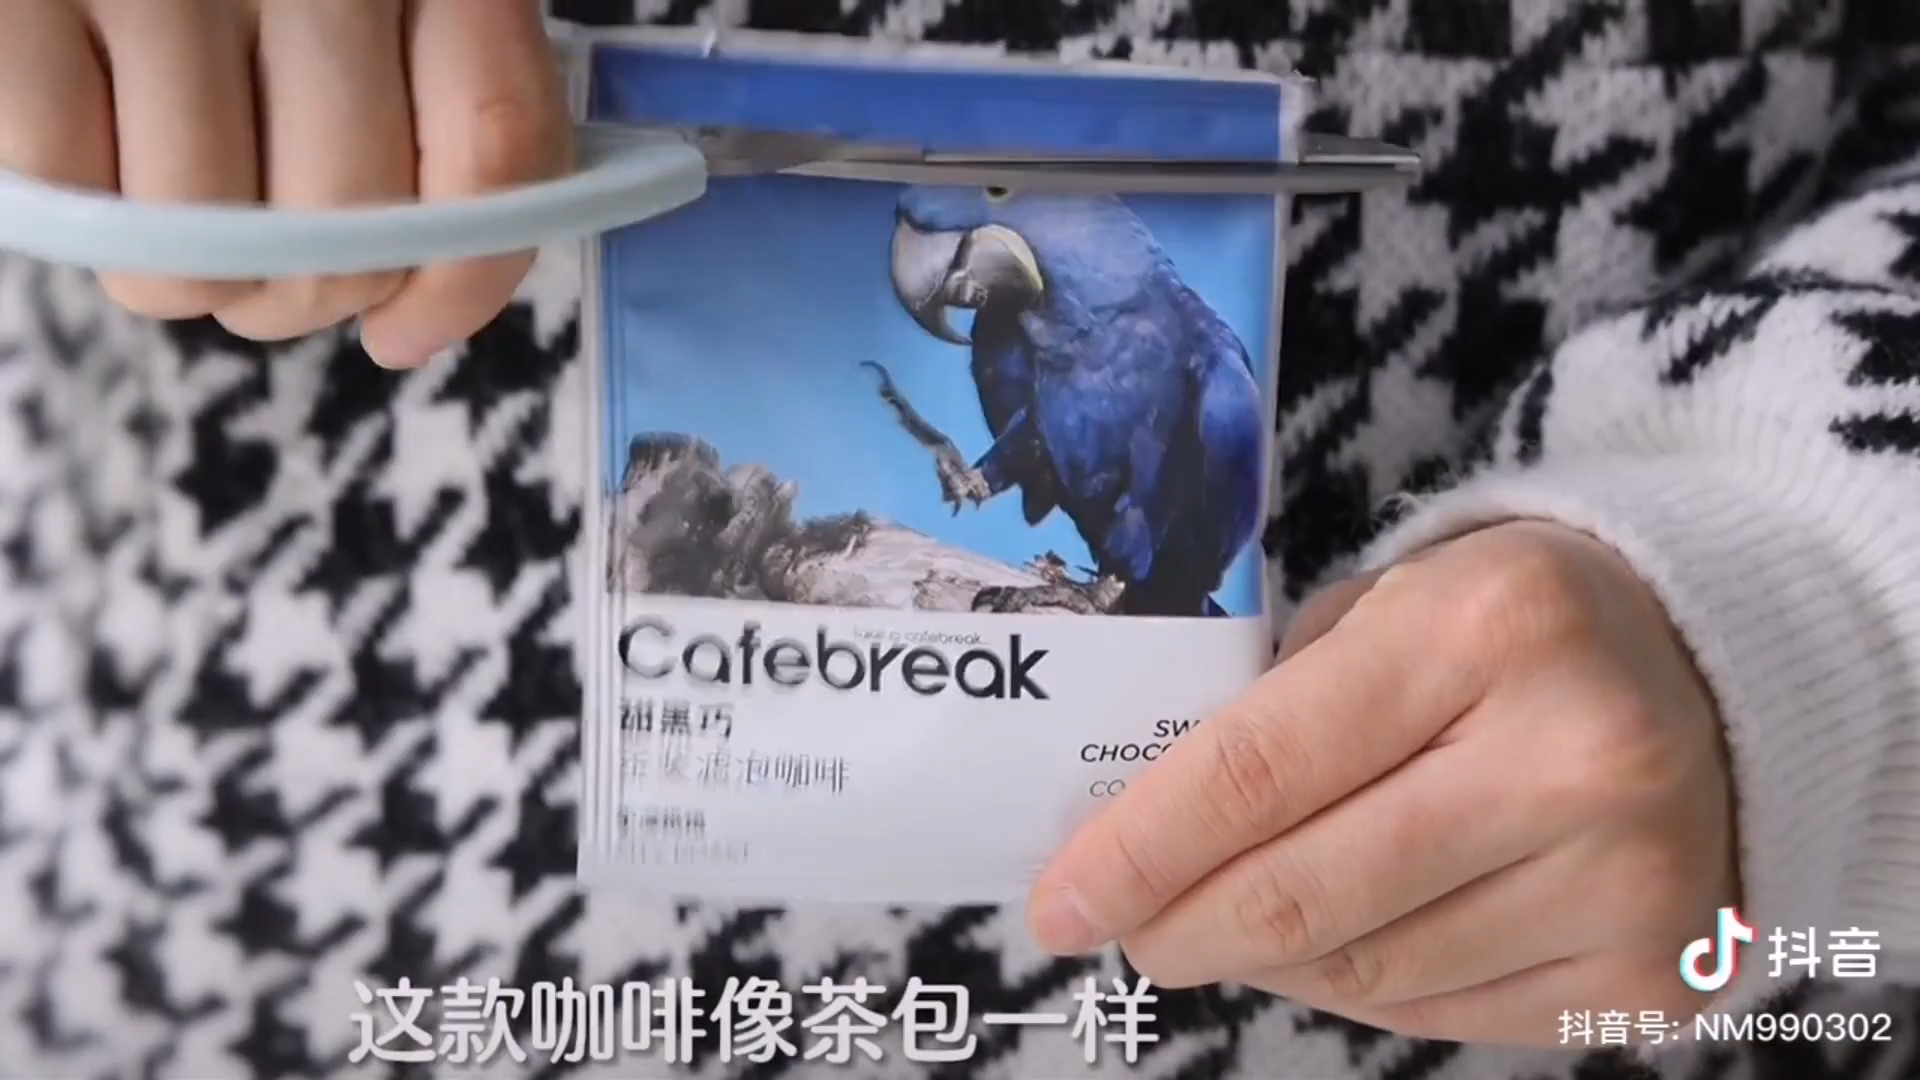 take a cafebreak
Cafebreak
甜黑巧
滤泡咖啡
SW
CHOCO
CO
这款咖啡像茶包一样
抖音
抖音号: NM990302